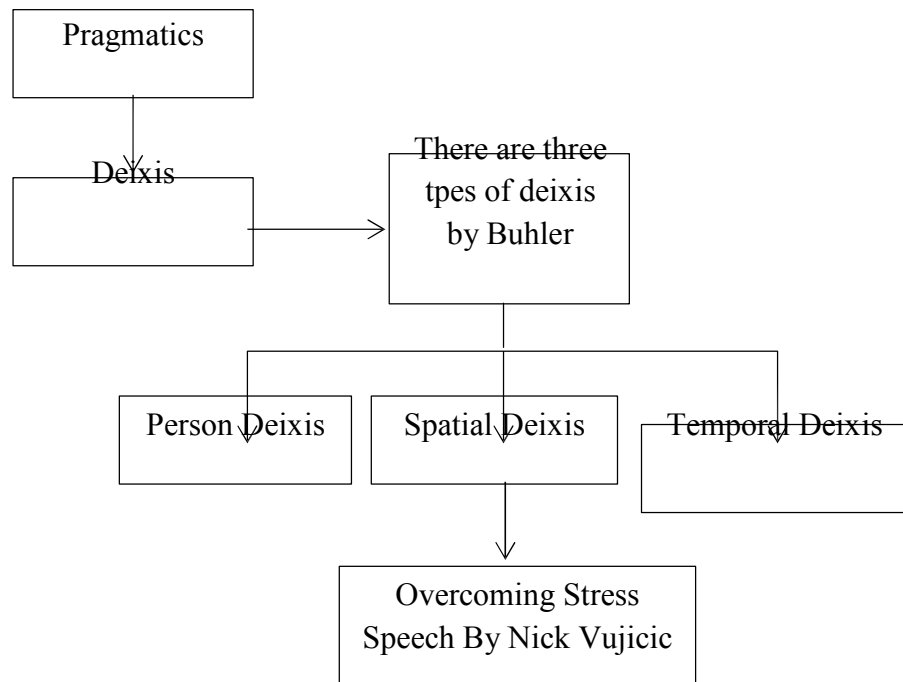 Pragmatics
Deixis
There are three
tpes of deixis
by Buhler
Person Deixis
Spatial Deixis
Temporal Deixis
Overcoming Stress
Speech By Nick Vujicic